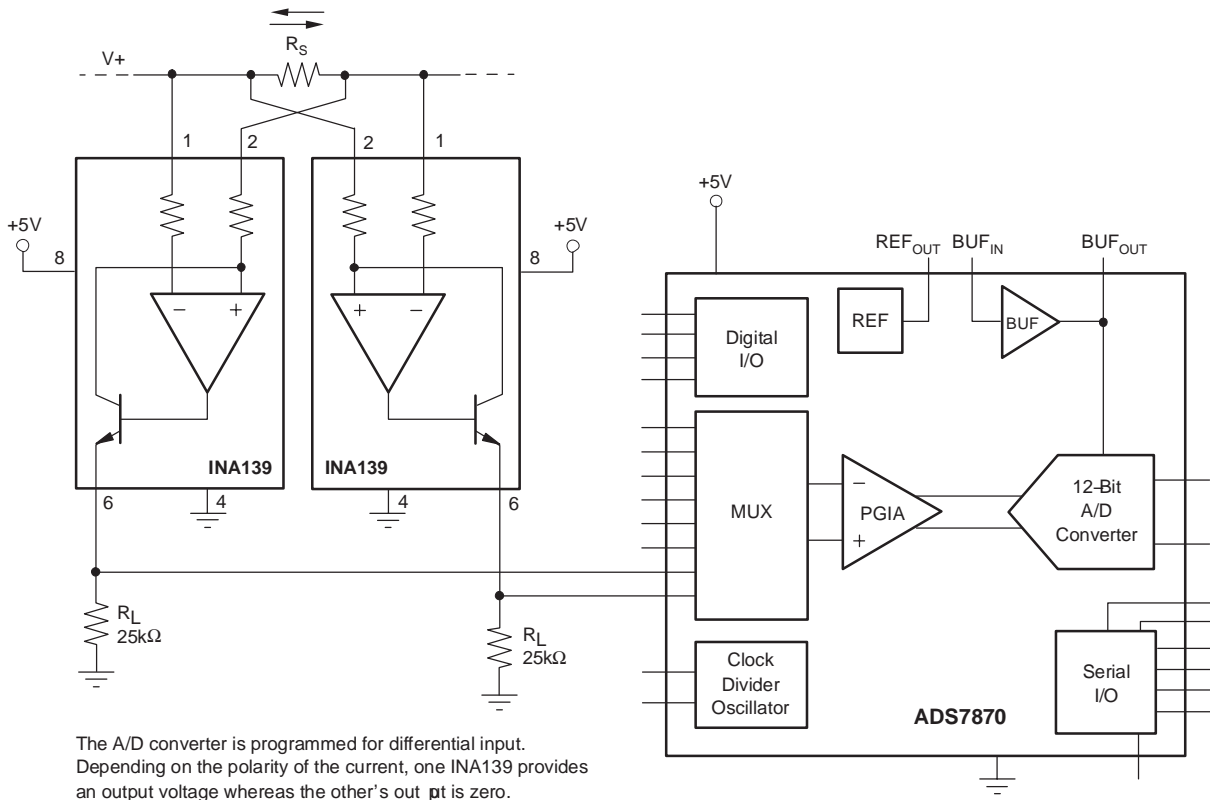 R_S
V+
1
2
2
1
+5V
8
8
+5V
+5V
REF_OUT
BUF_IN
BUF_OUT
−
+
+
−
Digital
I/O
REF
BUF
INA139
INA139
6
4
4
6
MUX
−
PGIA
+
12–Bit
A/D
Converter
R_L
25kΩ
R_L
25kΩ
Clock
Divider
Oscillator
Serial
I/O
ADS7870
The A/D converter is programmed for differential input.
Depending on the polarity of the current, one INA139 provides
an output voltage whereas the other's out put is zero.